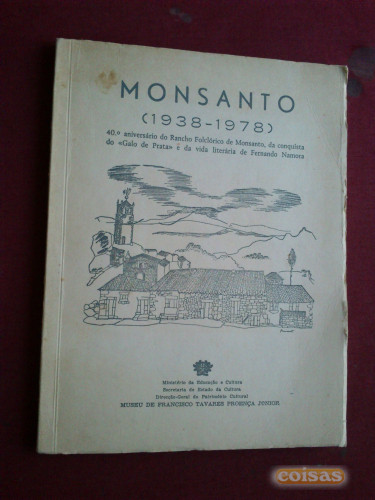 MONSANTO
(1938-1978)
40.º aniversário do Rancho Folclórico de Monsanto, da conquista
do «Galo de Prata» e da vida literária de Fernando Namora
Ministério da Educação e Cultura
Secretaria de Estado da Cultura
Direcção-Geral do Património Cultural
MUSEU DE FRANCISCO TAVARES PROENÇA JUNIOR
coisas